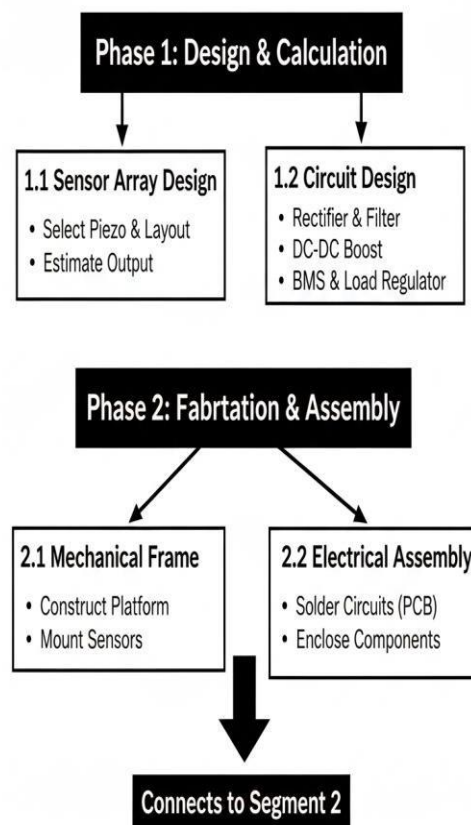 Phase 1: Design & Calculation
1.1 Sensor Array Design
• Select Piezo & Layout
• Estimate Output
1.2 Circuit Design
• Rectifier & Filter
• DC-DC Boost
• BMS & Load Regulator
Phase 2: Fabrtation & Assembly
2.1 Mechanical Frame
• Construct Platform
• Mount Sensors
2.2 Electrical Assembly
• Solder Circuits (PCB)
• Enclose Components
Connects to Segment 2